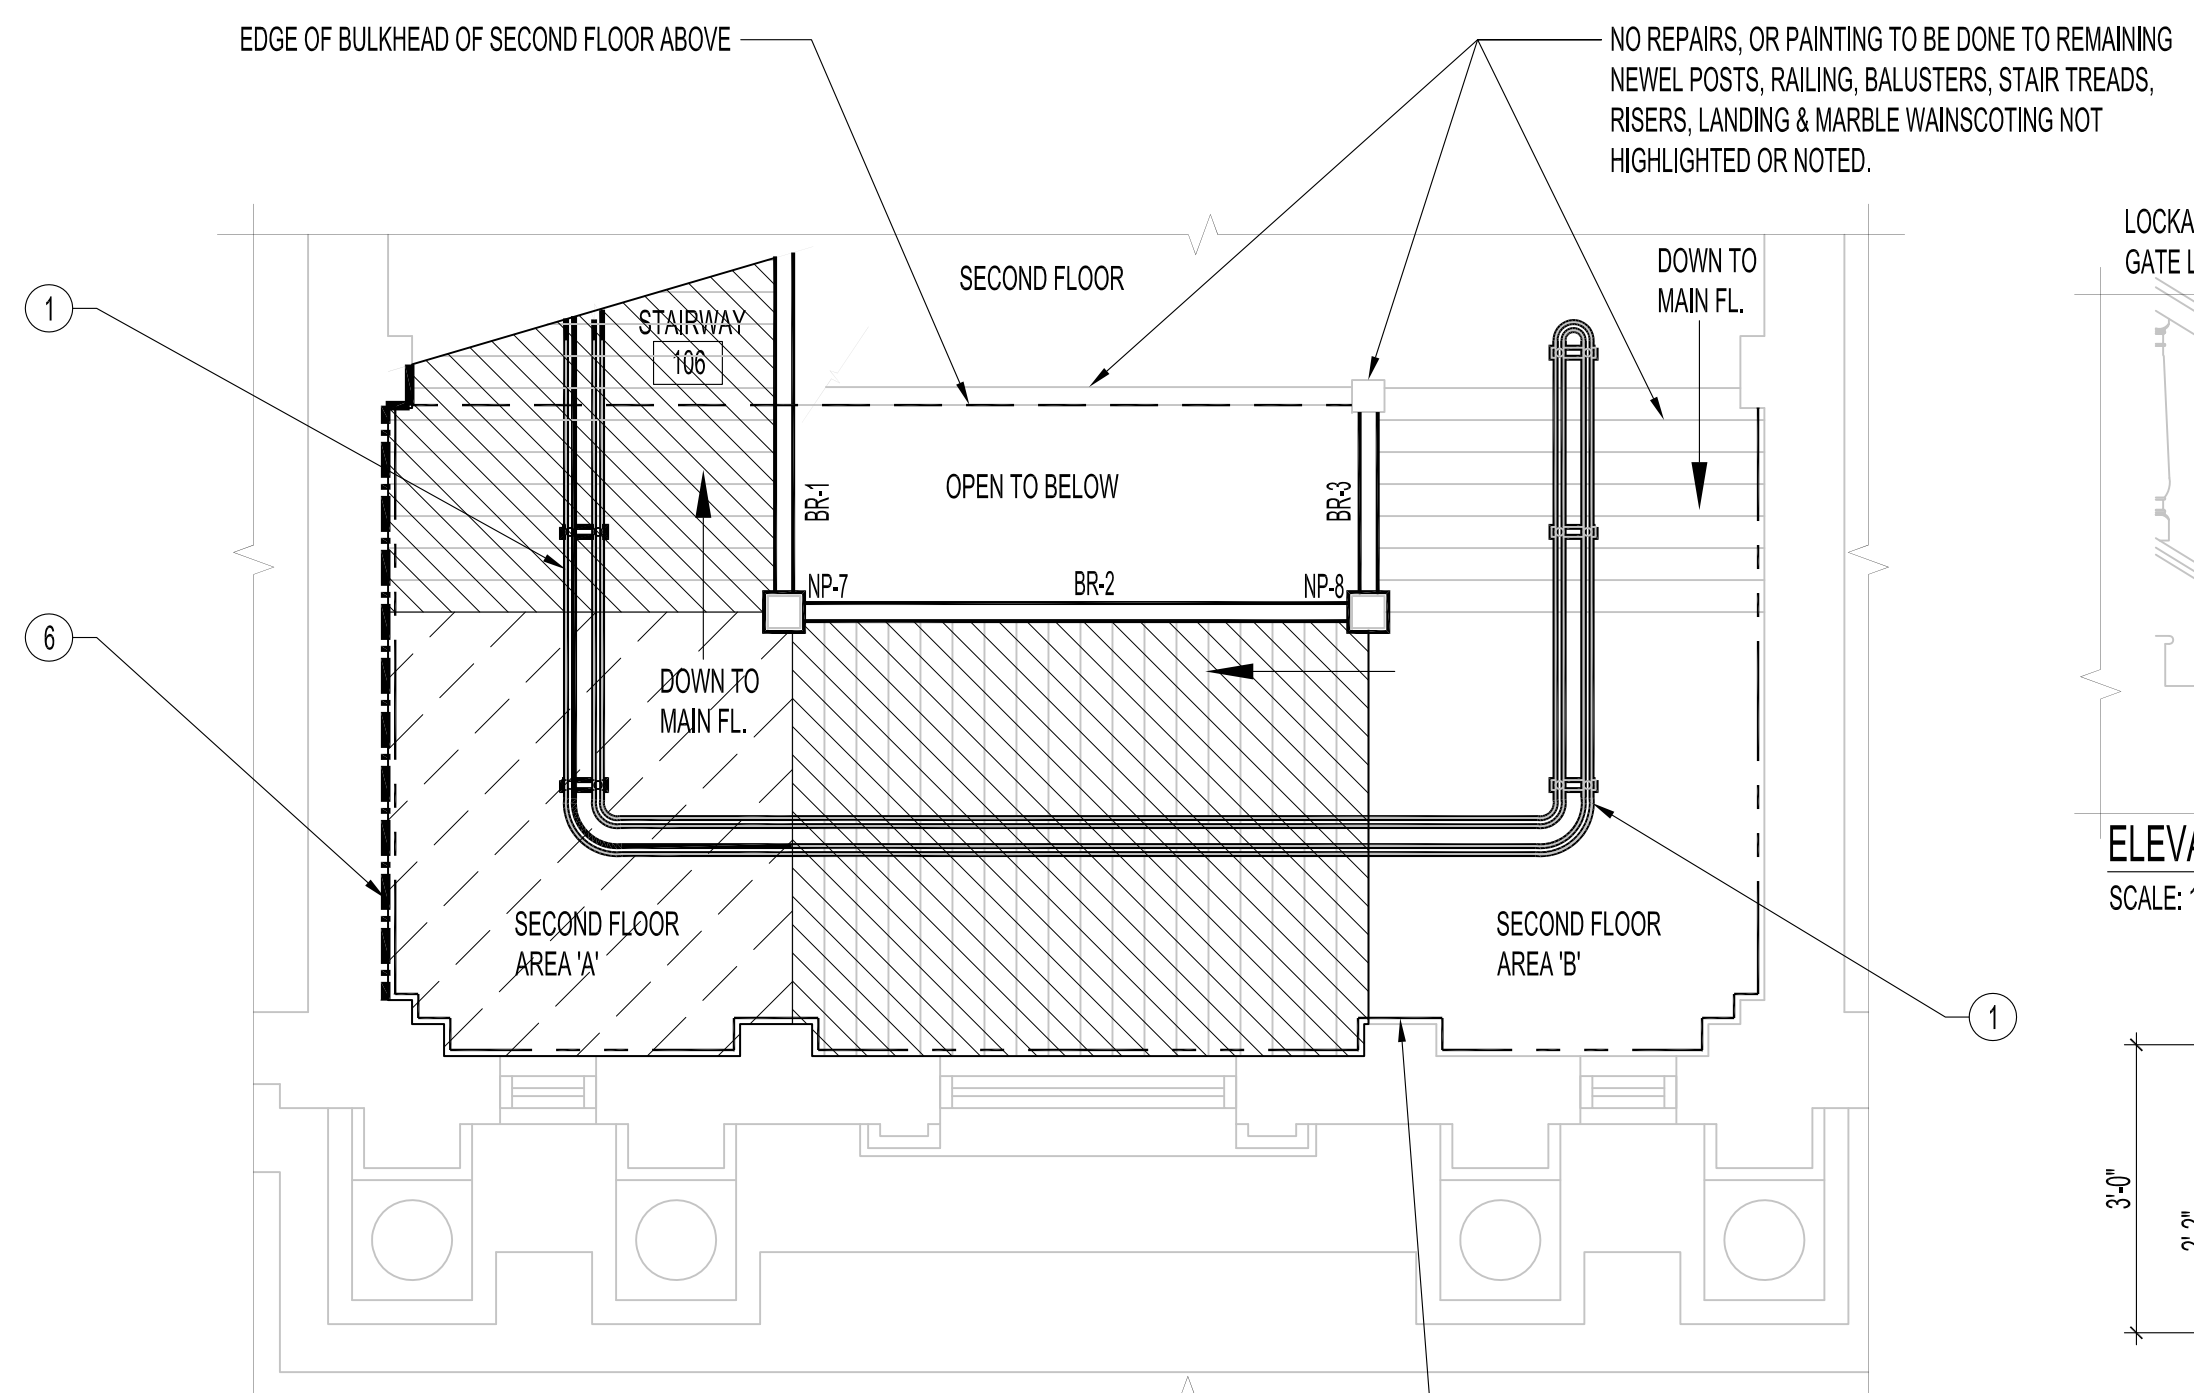 EDGE OF BULKHEAD OF SECOND FLOOR ABOVE
NO REPAIRS, OR PAINTING TO BE DONE TO REMAINING
NEWEL POSTS, RAILING, BALUSTERS, STAIR TREADS,
RISERS, LANDING & MARBLE WAINSCOTING NOT
HIGHLIGHTED OR NOTED.
LOCKA
GATE L
SECOND FLOOR
DOWN TO
MAIN FL.
1
STAIRWAY
106
OPEN TO BELOW
BR-1
BR-3
NP-7
BR-2
NP-8
6
DOWN TO
MAIN FL.
ELEVA
SCALE: 1
SECOND FLOOR
AREA 'A'
SECOND FLOOR
AREA 'B'
1
3'-0"